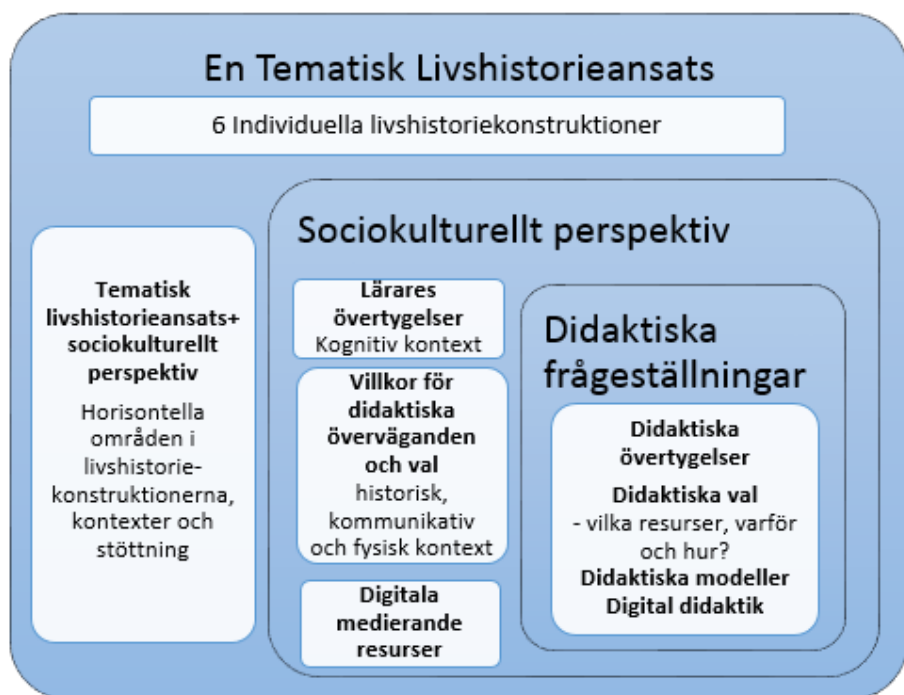 En Tematisk Livshistorieansats
6 Individuella livshistoriekonstruktioner
Tematisk
livshistorieansats+
sociokulturellt
perspektiv
Horisontella
områden i
livshistorie-
konstruktionerna,
kontexter och
stöttning
Sociokulturellt perspektiv
Lärares
övertygelser
Kognitiv kontext
Villkor för
didaktiska
överväganden
och val
historisk,
kommunikativ
och fysisk kontext
Digitala
medierande
resurser
Didaktiska
frågeställningar
Didaktiska
övertygelser
Didaktiska val
- vilka resurser, varför
och hur?
Didaktiska modeller
Digital didaktik